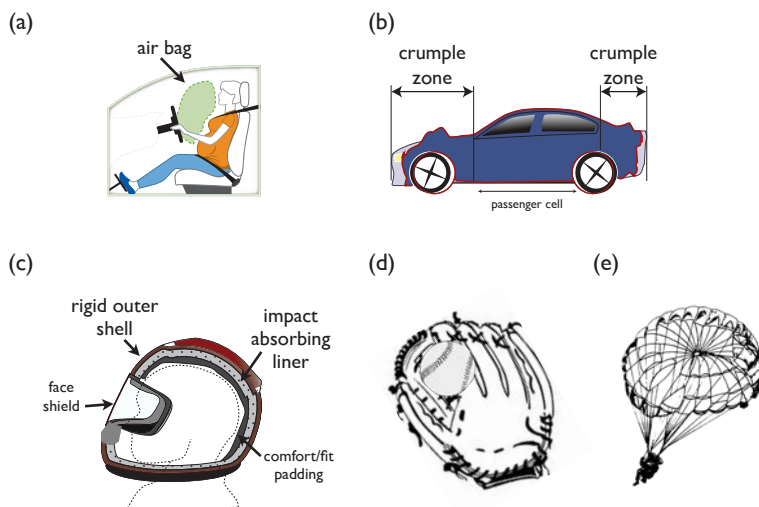 (a)
air bag
(b)
crumple
zone
crumple
zone
passenger cell
(c)
rigid outer
shell
impact
absorbing
liner
face
shield
comfort/fit
padding
(d)
(e)